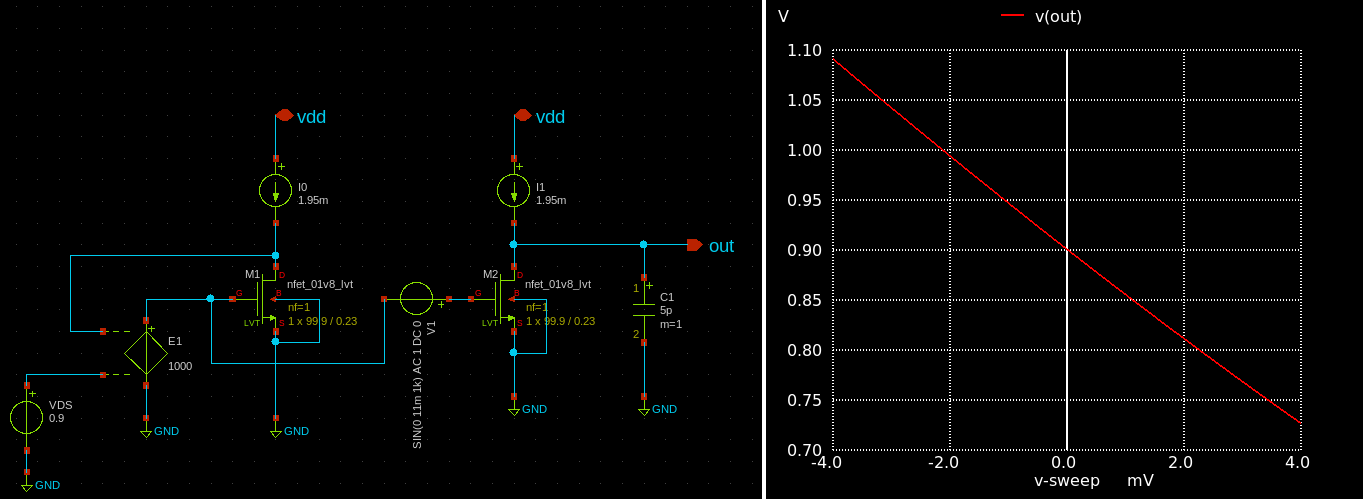 vdd
vdd
+
+
I0
1.95m
I1
1.95m
out
M1
D
nfet_01v8_lvt
G
B
nf=1
LVT
S
1 x 99.9 / 0.23
M2
D
nfet_01v8_lvt
G
B
nf=1
LVT
S
1 x 99.9 / 0.23
+
V1
SIN(0 11m 1k) AC 1 DC 0
1
+
C1
5p
m=1
2
+
E1
1000
+
VDS
0.9
GND
GND
GND
GND
GND
V
v(out)
1.10
1.05
1.00
0.95
0.90
0.85
0.80
0.75
0.70
-4.0
-2.0
0.0
2.0
4.0
v-sweep mV